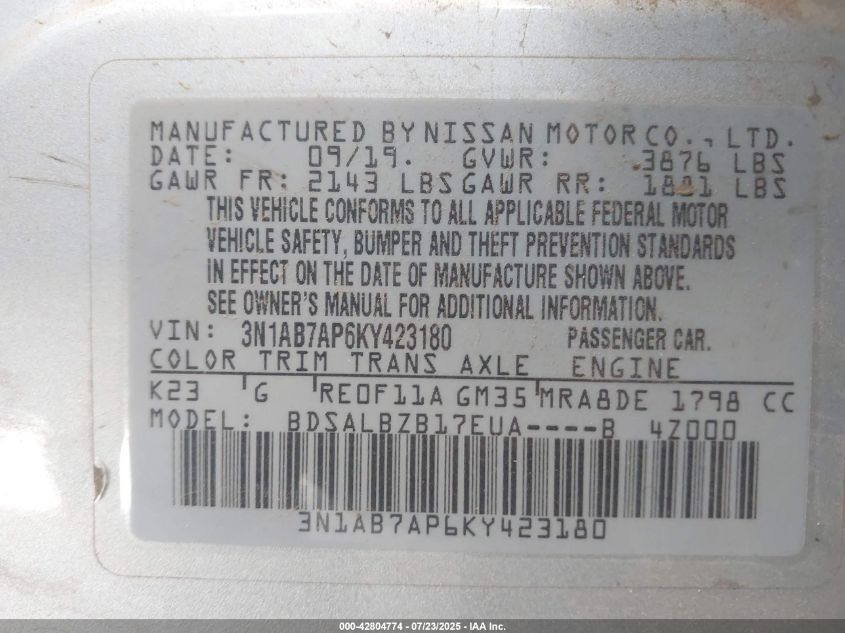 MANUFACTURED BY NISSAN MOTOR CO., LTD.
DATE: 09/19. GVWR: 3876 LBS
GAWR FR: 2143 LBS GAWR RR: 1821 LBS
THIS VEHICLE CONFORMS TO ALL APPLICABLE FEDERAL MOTOR
VEHICLE SAFETY, BUMPER AND THEFT PREVENTION STANDARDS
IN EFFECT ON THE DATE OF MANUFACTURE SHOWN ABOVE.
SEE OWNER'S MANUAL FOR ADDITIONAL INFORMATION.
VIN: 3N1AB7AP6KY423180 PASSENGER CAR.
COLOR TRIM TRANS AXLE ENGINE
K23 G RE0F11A GM35 MRA8DE 1798 CC
MODEL: BDSALBZB17EUA----B 4Z000
3N1AB7AP6KY423180
000-42804774 - 07/23/2025 - IAA Inc.